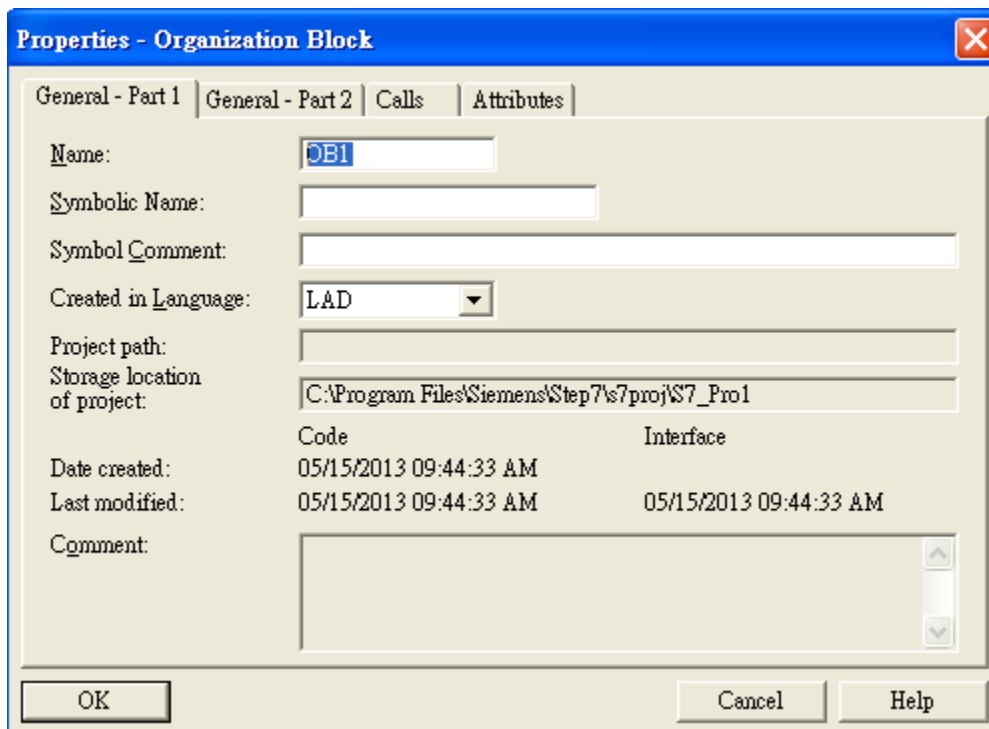 Properties - Organization Block
General - Part 1 General - Part 2 Calls Attributes
Name: OB1
Symbolic Name:
Symbol Comment:
Created in Language: LAD
Project path:
Storage location
of project: C:\Program Files\Siemens\Step7\s7proj\S7_Pro1
Code Interface
Date created: 05/15/2013 09:44:33 AM
Last modified: 05/15/2013 09:44:33 AM 05/15/2013 09:44:33 AM
Comment:
OK Cancel Help